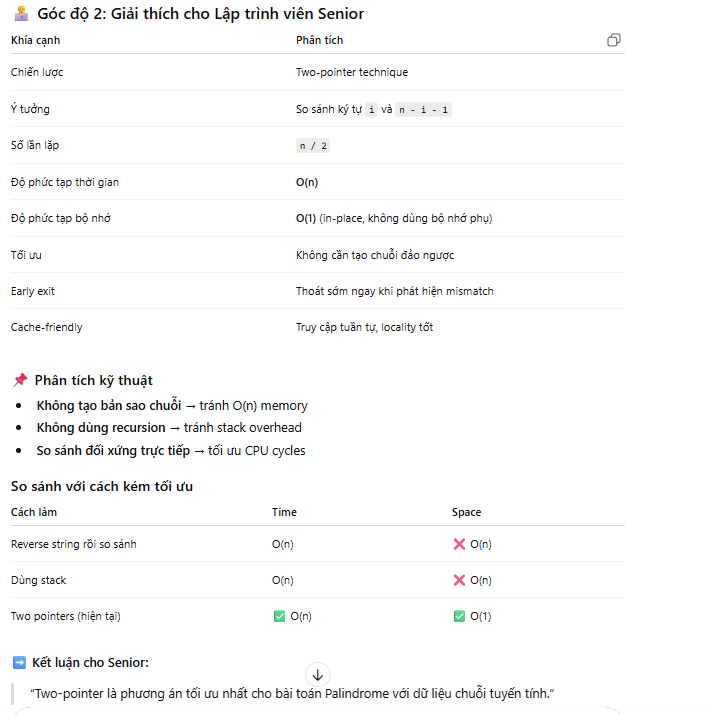 Góc độ 2: Giải thích cho Lập trình viên Senior
Khía cạnh Phân tích
Chiến lược Two-pointer technique
Ý tưởng So sánh ký tự i và n - i - 1
Số lần lặp n / 2
Độ phức tạp thời gian O(n)
Độ phức tạp bộ nhớ O(1) (in-place, không dùng bộ nhớ phụ)
Tối ưu Không cần tạo chuỗi đảo ngược
Early exit Thoát sớm ngay khi phát hiện mismatch
Cache-friendly Truy cập tuần tự, locality tốt
📌 Phân tích kỹ thuật
• Không tạo bản sao chuỗi → tránh O(n) memory
• Không dùng recursion → tránh stack overhead
• So sánh đối xứng trực tiếp → tối ưu CPU cycles
So sánh với cách kém tối ưu
Cách làm Time Space
Reverse string rồi so sánh O(n) ❌ O(n)
Dùng stack O(n) ❌ O(n)
Two pointers (hiện tại) ✅ O(n) ✅ O(1)
➡️ Kết luận cho Senior:
“Two-pointer là phương án tối ưu nhất cho bài toán Palindrome với dữ liệu chuỗi tuyến tính.”